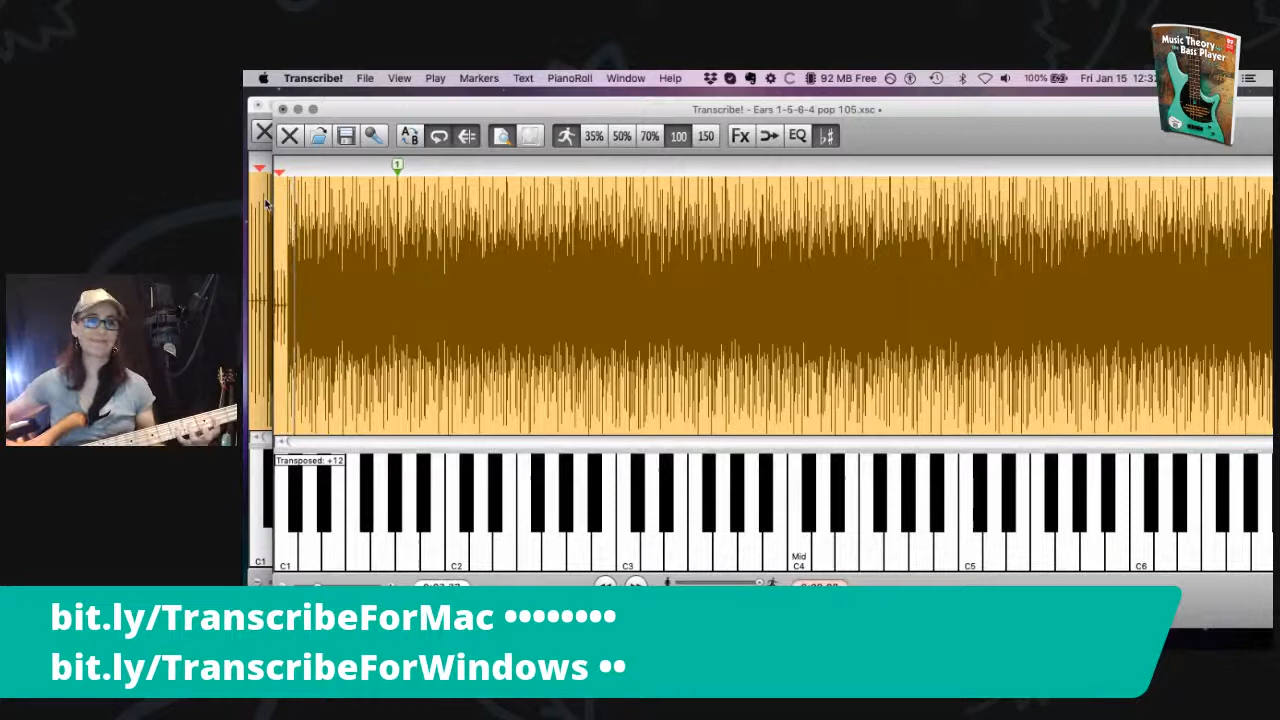 Music Theory
Bass Player
Transcribe! File View Play Markers Text PianoRoll Window Help 92 MB Free 100% Fri Jan 15 12:3
Transcribe! - Ears 1-5-6-4 pop 105.xsc •
A B 35% 50% 70% 100 150 Fx EQ
1
Transposed: +12
C1 C1 C2 C3 Mid C4 C5 C6
bit.ly/TranscribeForMac ••••••••
bit.ly/TranscribeForWindows ••